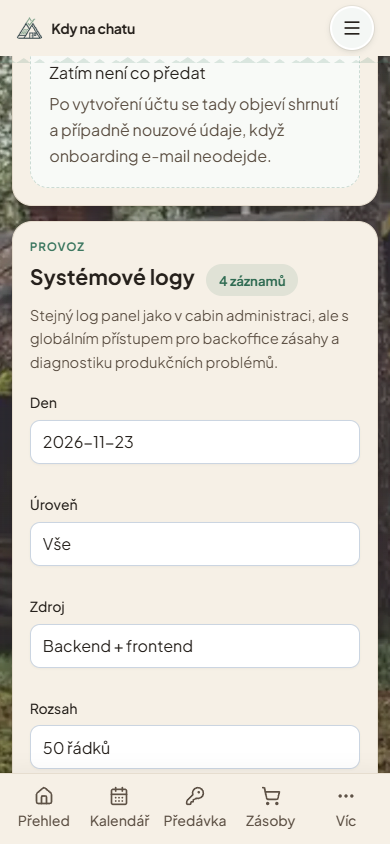 Kdy na chatu
Zatím není co předat
Po vytvoření účtu se tady objeví shrnutí
a případně nouzové údaje, když
onboarding e-mail neodejde.
PROVOZ
Systémové logy
4 záznamů
Stejný log panel jako v cabin administraci, ale s
globálním přístupem pro backoffice zásahy a
diagnostiku produkčních problémů.
Den
2026-11-23
Úroveň
Vše
Zdroj
Backend + frontend
Rozsah
50 řádků
Přehled
Kalendář
Předávka
Zásoby
Víc